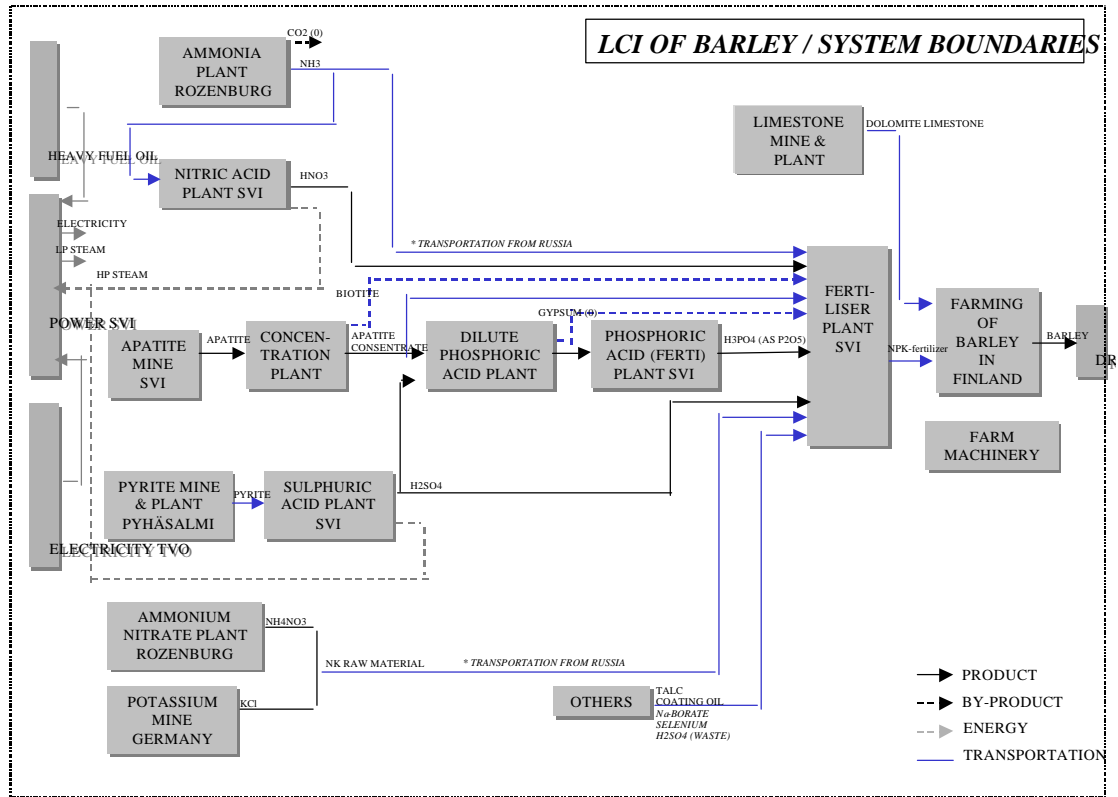 LCI OF BARLEY / SYSTEM BOUNDARIES
CO2 (0)
AMMONIA
PLANT
ROZENBURG
NH3
LIMESTONE
MINE &
PLANT
DOLOMITE LIMESTONE
HEAVY FUEL OIL
NITRIC ACID
PLANT SVI
HNO3
ELECTRICITY
LP STEAM
HP STEAM
POWER SVI
* TRANSPORTATION FROM RUSSIA
BIOTITE
GYPSUM (0)
APATITE
MINE
SVI
APATITE
CONCEN-
TRATION
PLANT
APATITE
CONCENTRATE
DILUTE
PHOSPHORIC
ACID PLANT
PHOSPHORIC
ACID (FERTI)
PLANT SVI
H3PO4 (AS P2O5)
FERTI-
LISER
PLANT
SVI
NPK-fertilizer
FARMING
OF
BARLEY
IN
FINLAND
BARLEY
DR
FARM
MACHINERY
PYRITE MINE
& PLANT
PYHÄSALMI
PYRITE
SULPHURIC
ACID PLANT
SVI
H2SO4
ELECTRICITY TVO
AMMONIUM
NITRATE PLANT
ROZENBURG
NH4NO3
NK RAW MATERIAL
* TRANSPORTATION FROM RUSSIA
POTASSIUM
MINE
GERMANY
KCl
OTHERS
TALC
COATING OIL
Na-BORATE
SELENIUM
H2SO4 (WASTE)
PRODUCT
BY-PRODUCT
ENERGY
TRANSPORTATION